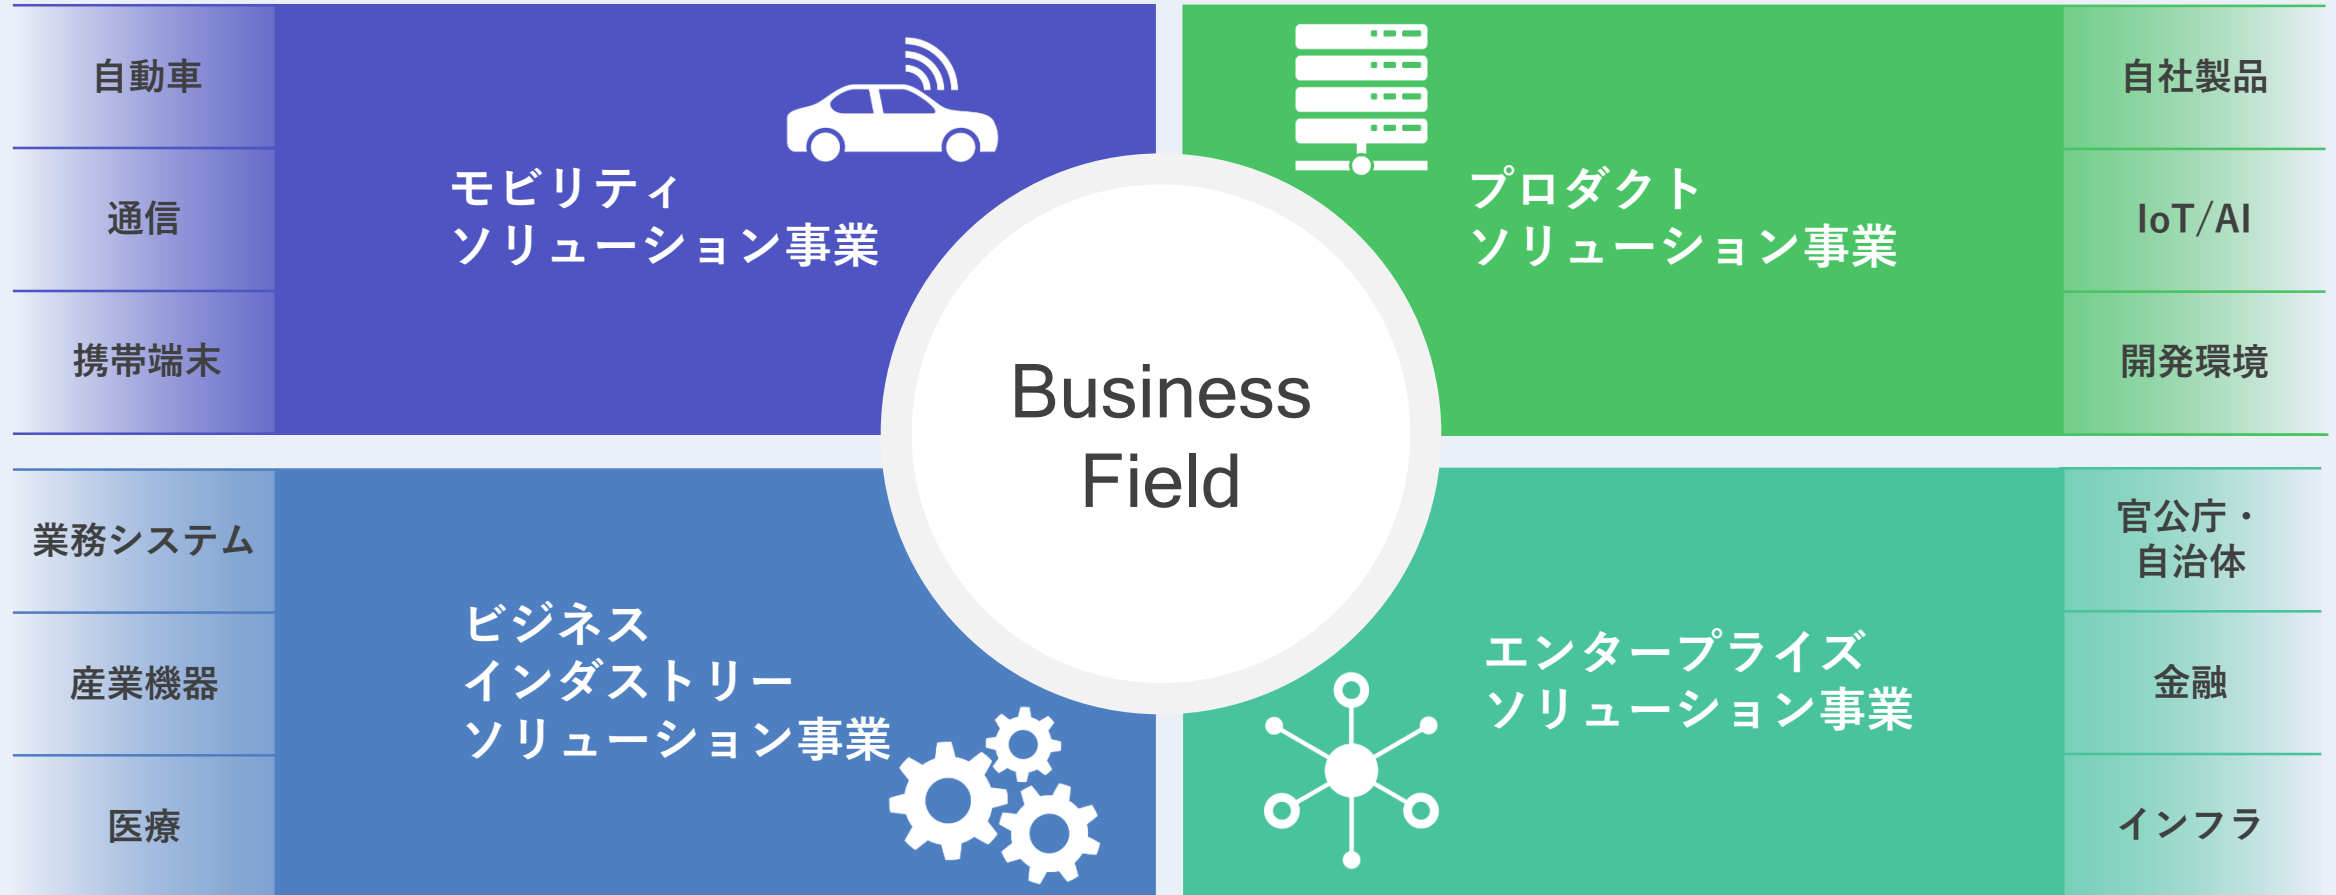 自動車
通信
携帯端末
モビリティ
ソリューション事業
プロダクト
ソリューション事業
自社製品
IoT/AI
開発環境
Business
Field
業務システム
産業機器
医療
ビジネス
インダストリー
ソリューション事業
エンタープライズ
ソリューション事業
官公庁・
自治体
金融
インフラ